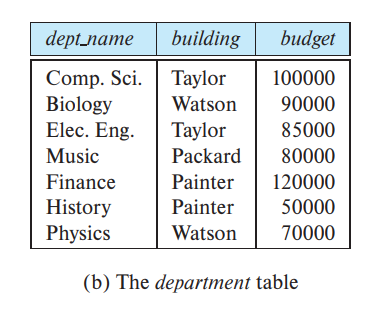 dept_name building budget
Comp. Sci. Taylor 100000
Biology Watson 90000
Elec. Eng. Taylor 85000
Music Packard 80000
Finance Painter 120000
History Painter 50000
Physics Watson 70000
(b) The department table